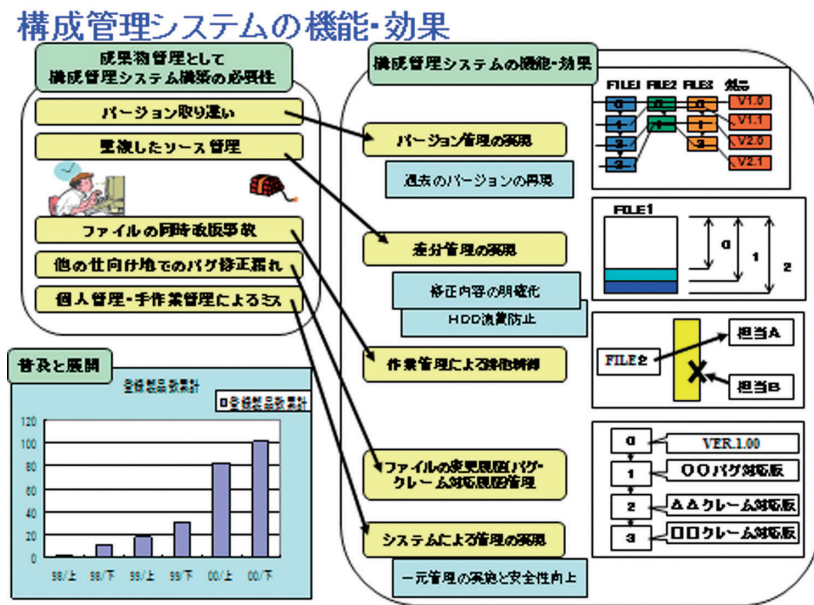 構成管理システムの機能・効果
成果物管理として
構成管理システム構築の必要性
バージョン取り違い
重複したソース管理
ファイルの同時改版事故
他の仕向け地でのバグ修正漏れ
個人管理・手作業管理によるミス
普及と展開
登録製品数累計
登録製品数累計
120
100
80
60
40
20
0
98/上 98/下 99/上 99/下 00/上 00/下
構成管理システムの機能・効果
バージョン管理の実現
過去のバージョンの再現
差分管理の実現
修正内容の明確化
HDD浪費防止
作業管理による排他制御
ファイルの変更履歴(バグ・
クレーム対応履歴)管理
システムによる管理の実現
一元管理の実施と安全性向上
FILE1 FILE2 FILE3 製品
0 0 0 V1.0
1 1 1 V1.1
2 3 V2.0
3 V2.1
FILE1
0
1
2
FILE2
担当A
担当B
0 VER.1.00
1 〇〇バグ対応版
2 △△クレーム対応版
3 □□クレーム対応版